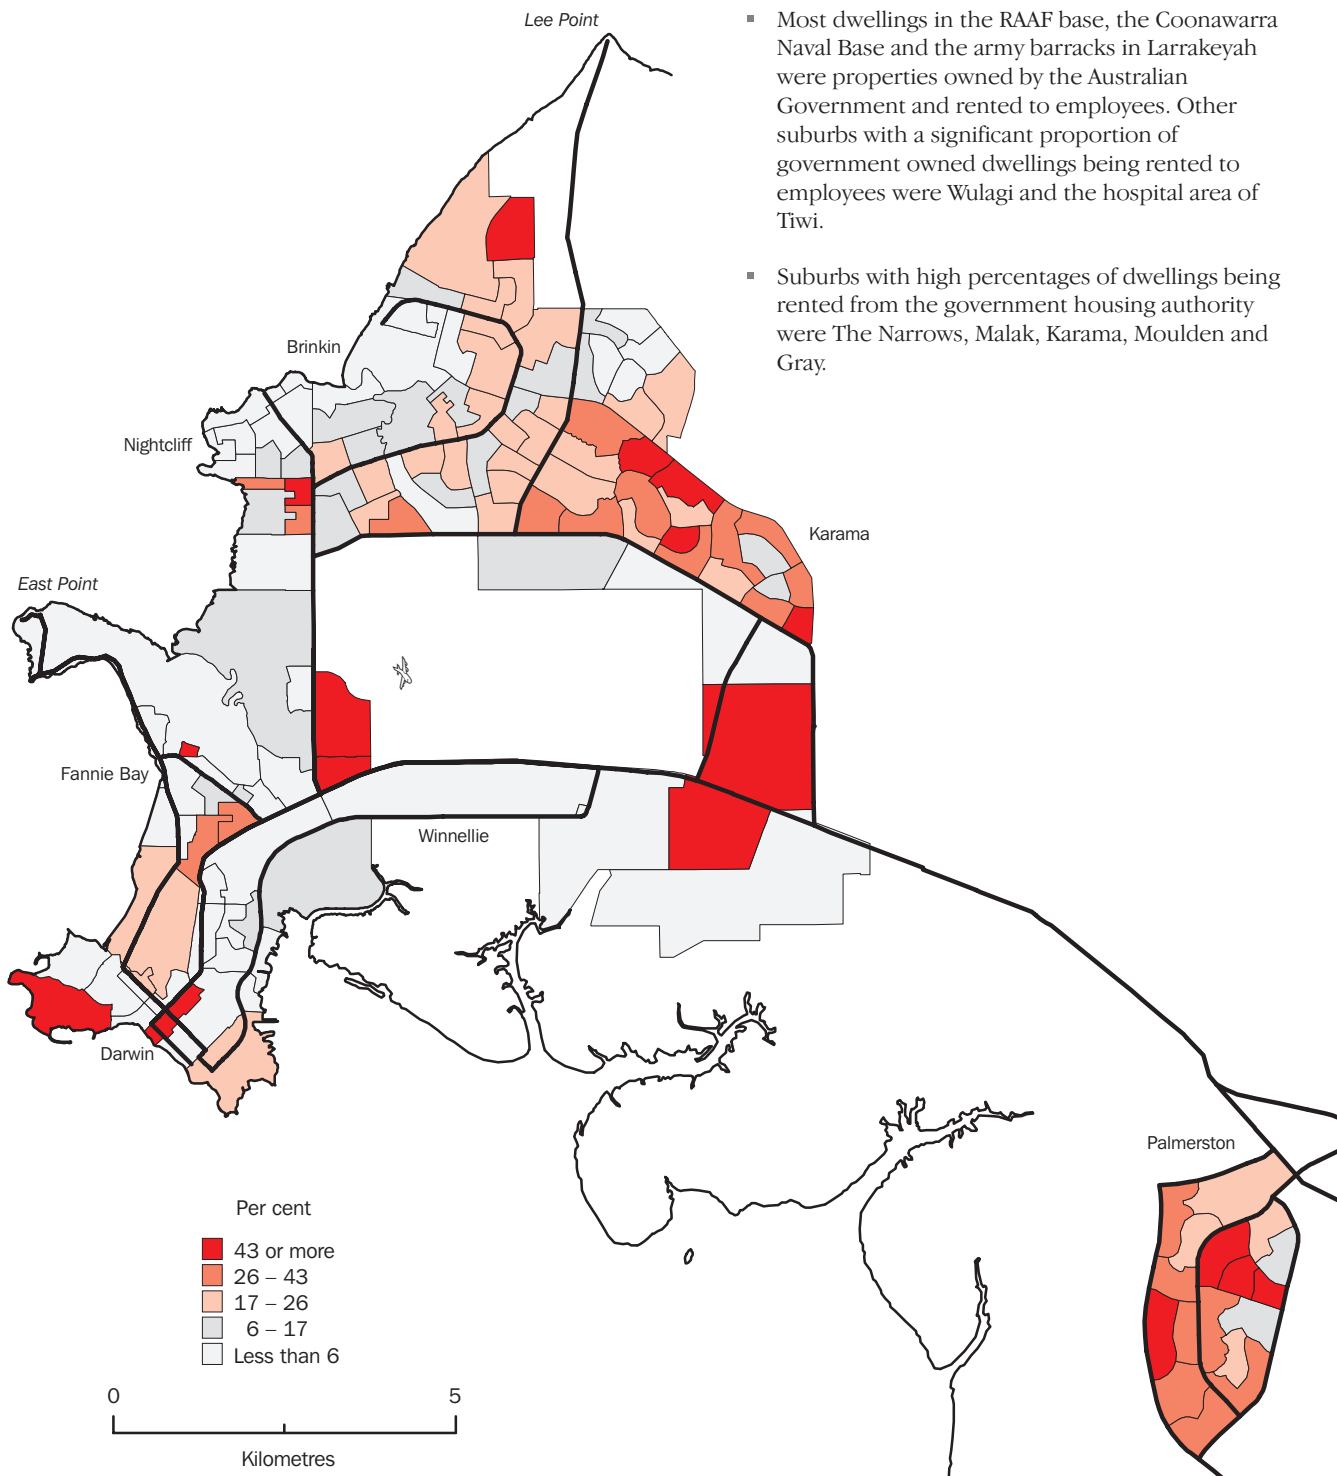 Lee Point
▪ Most dwellings in the RAAF base, the Coonawarra
Naval Base and the army barracks in Larrakeyah
were properties owned by the Australian
Government and rented to employees. Other
suburbs with a significant proportion of
government owned dwellings being rented to
employees were Wulagi and the hospital area of
Tiwi.
▪ Suburbs with high percentages of dwellings being
rented from the government housing authority
were The Narrows, Malak, Karama, Moulden and
Gray.
Brinkin
Nightcliff
Karama
East Point
Fannie Bay
Winnellie
Darwin
Palmerston
Per cent
43 or more
26 – 43
17 – 26
6 – 17
Less than 6
0 5
Kilometres